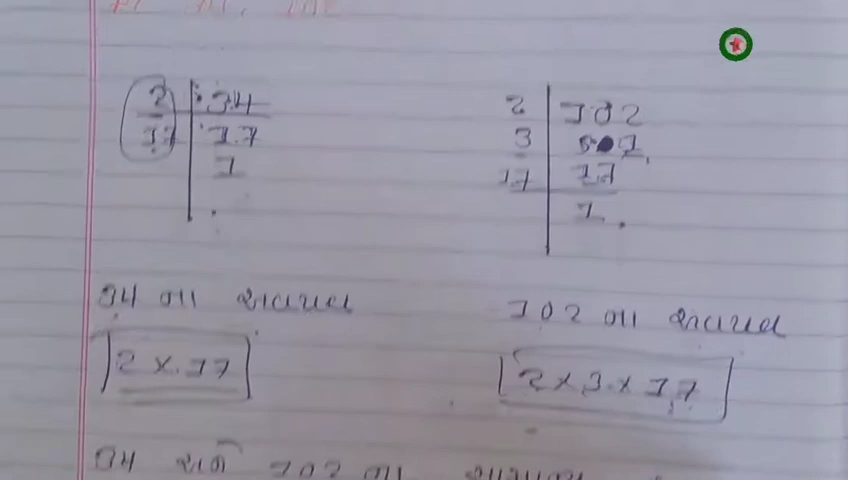 2 | 34
17 | 17
1
2 | 102
3 | 51
17 | 17
1
34 ના અવયવ
102 ના અવયવ
2 x 17
2 x 3 x 17
34 અને 102 ના